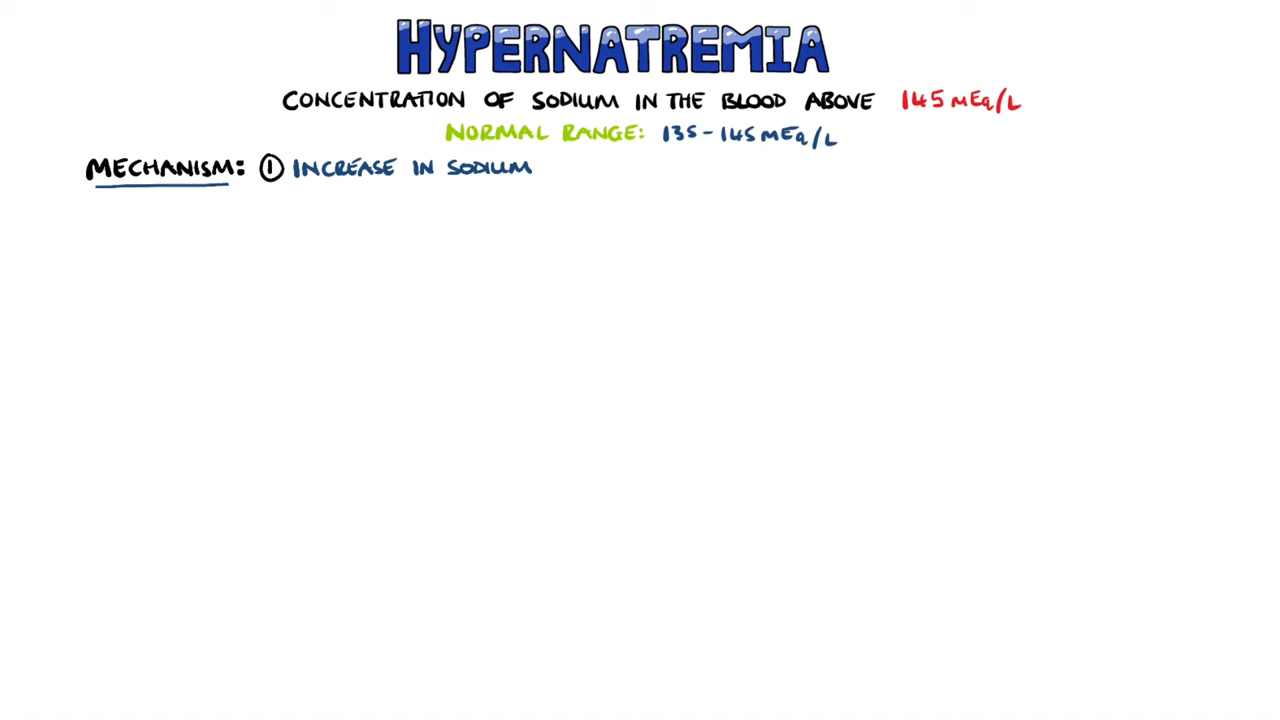 HYPERNATREMIA
CONCENTRATION OF SODIUM IN THE BLOOD ABOVE 145 mEq/L
NORMAL RANGE: 135-145 mEq/L
MECHANISM: ① INCREASE IN SODIUM